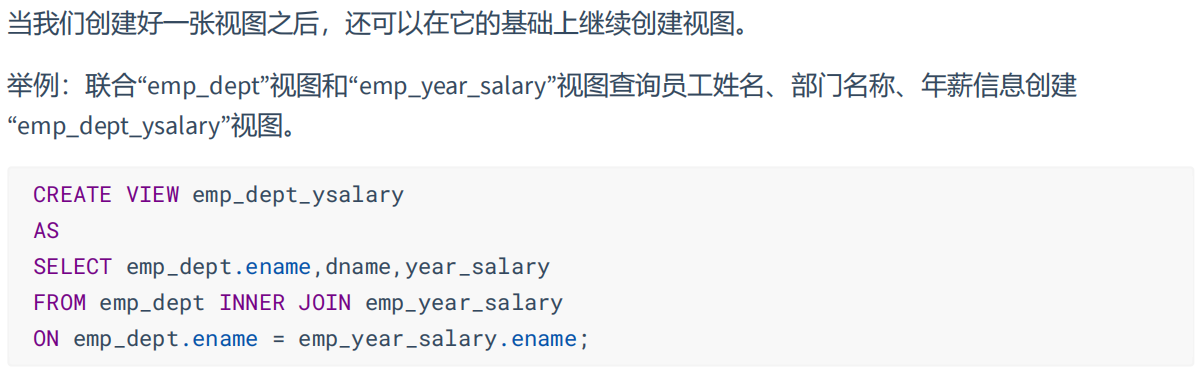 当我们创建好一张视图之后，还可以在它的基础上继续创建视图。
举例：联合“emp_dept”视图和“emp_year_salary”视图查询员工姓名、部门名称、年薪信息创建
“emp_dept_ysalary”视图。
CREATE VIEW emp_dept_ysalary
AS
SELECT emp_dept.ename,dname,year_salary
FROM emp_dept INNER JOIN emp_year_salary
ON emp_dept.ename = emp_year_salary.ename;